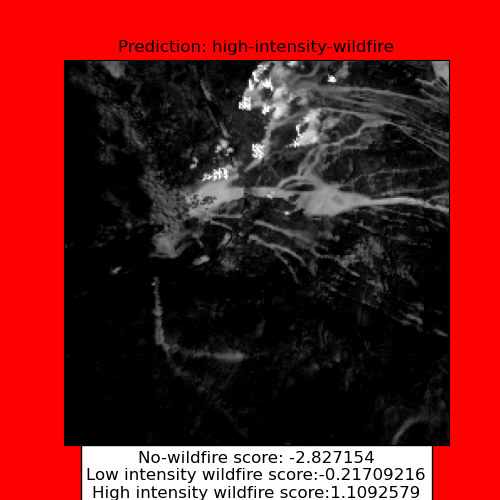 Prediction: high-intensity-wildfire
No-wildfire score: -2.827154
Low intensity wildfire score:-0.21709216
High intensity wildfire score:1.1092579